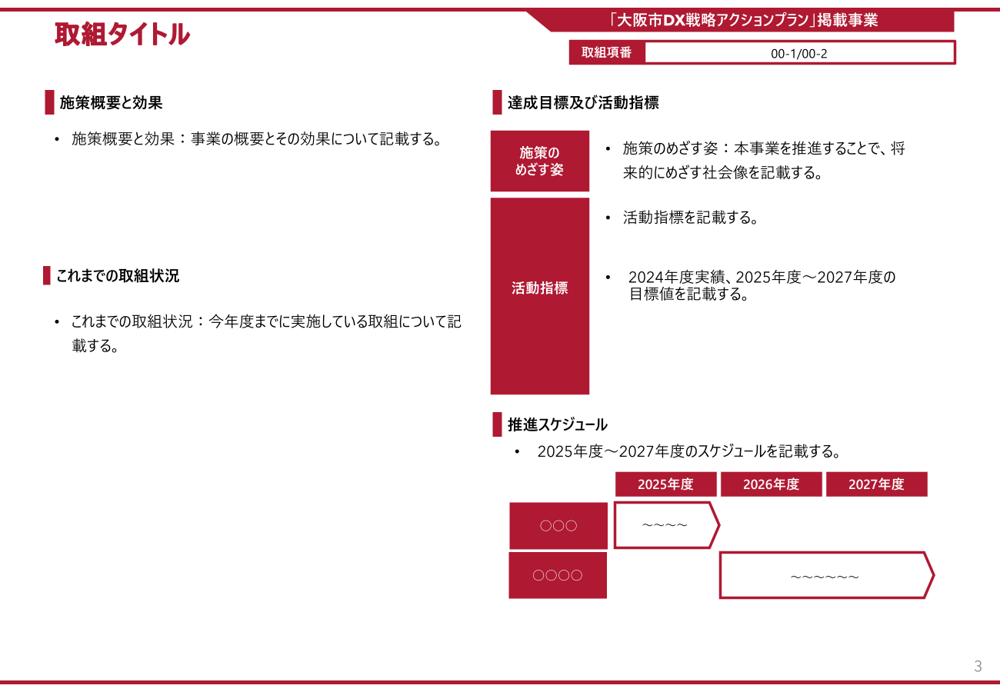 取組タイトル
「大阪市DX戦略アクションプラン」掲載事業
取組項番
00-1/00-2
施策概要と効果
• 施策概要と効果：事業の概要とその効果について記載する。
これまでの取組状況
• これまでの取組状況：今年度までに実施している取組について記
載する。
達成目標及び活動指標
施策の
めざす姿
• 施策のめざす姿：本事業を推進することで、将
来的にめざす社会像を記載する。
活動指標
• 活動指標を記載する。
• 2024年度実績、2025年度～2027年度の
目標値を記載する。
推進スケジュール
• 2025年度～2027年度のスケジュールを記載する。
2025年度
2026年度
2027年度
○○○
～～～～
○○○○
～～～～～～
3